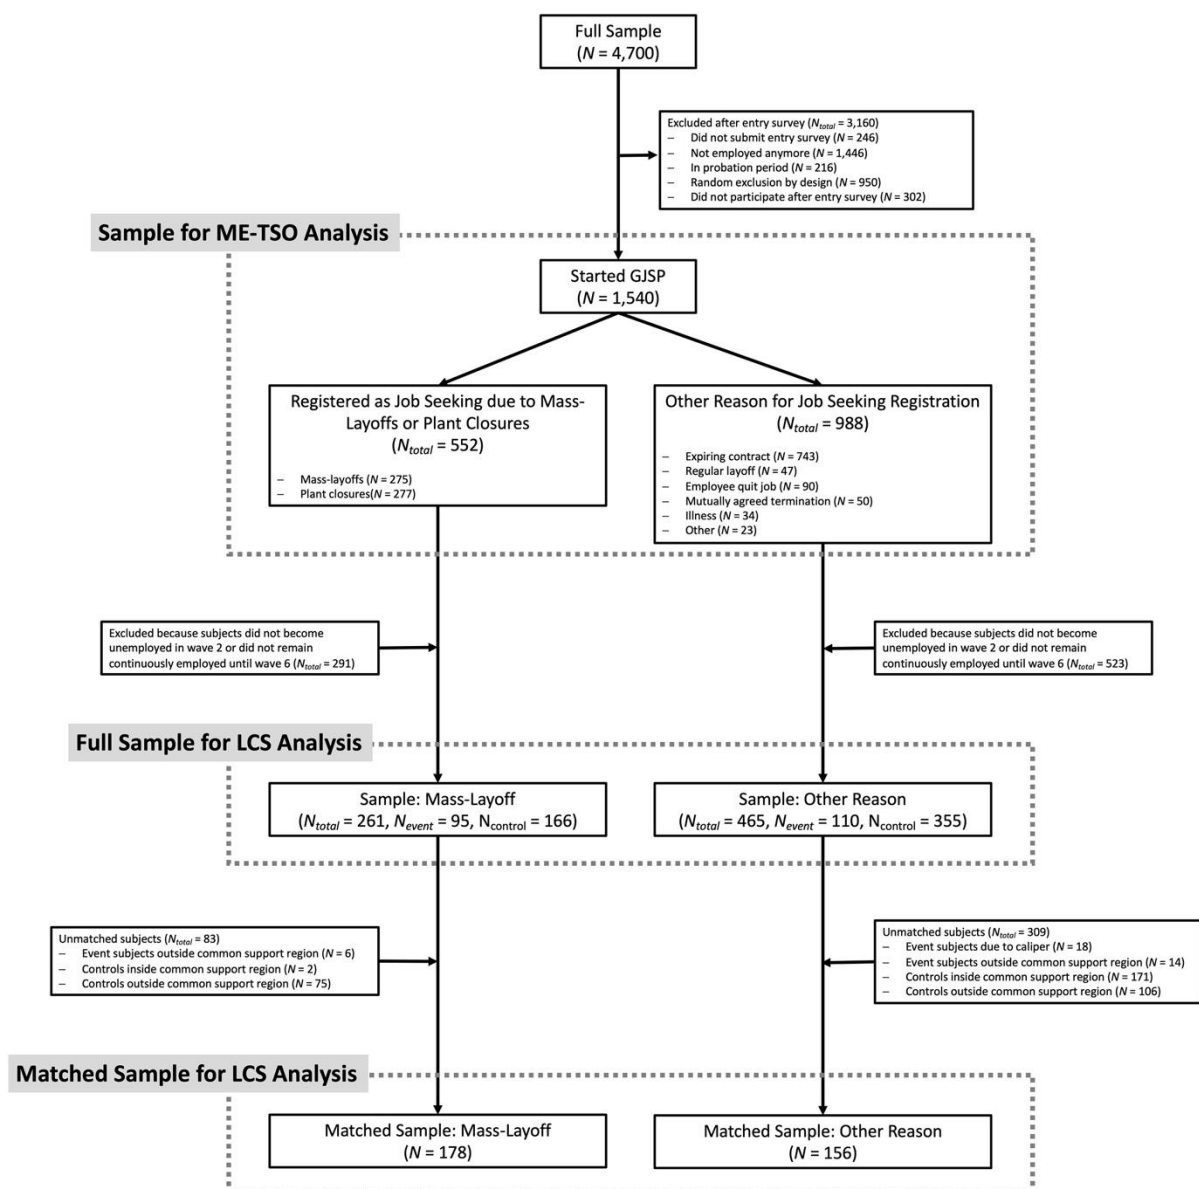 Full Sample
(N = 4,700)
Excluded after entry survey (Ntotal = 3,160)
– Did not submit entry survey (N = 246)
– Not employed anymore (N = 1,446)
– In probation period (N = 216)
– Random exclusion by design (N = 950)
– Did not participate after entry survey (N = 302)
Sample for ME-TSO Analysis
Started GJSP
(N = 1,540)
Registered as Job Seeking due to Mass-
Layoffs or Plant Closures
(Ntotal = 552)
– Mass-layoffs (N = 275)
– Plant closures(N = 277)
Other Reason for Job Seeking Registration
(Ntotal = 988)
– Expiring contract (N = 743)
– Regular layoff (N = 47)
– Employee quit job (N = 90)
– Mutually agreed termination (N = 50)
– Illness (N = 34)
– Other (N = 23)
Excluded because subjects did not become
unemployed in wave 2 or did not remain
continuously employed until wave 6 (Ntotal = 291)
Excluded because subjects did not become
unemployed in wave 2 or did not remain
continuously employed until wave 6 (Ntotal = 523)
Full Sample for LCS Analysis
Sample: Mass-Layoff
(Ntotal = 261, Nevent = 95, Ncontrol = 166)
Sample: Other Reason
(Ntotal = 465, Nevent = 110, Ncontrol = 355)
Unmatched subjects (Ntotal = 83)
– Event subjects outside common support region (N = 6)
– Controls inside common support region (N = 2)
– Controls outside common support region (N = 75)
Unmatched subjects (Ntotal = 309)
– Event subjects due to caliper (N = 18)
– Event subjects outside common support region (N = 14)
– Controls inside common support region (N = 171)
– Controls outside common support region (N = 106)
Matched Sample for LCS Analysis
Matched Sample: Mass-Layoff
(N = 178)
Matched Sample: Other Reason
(N = 156)